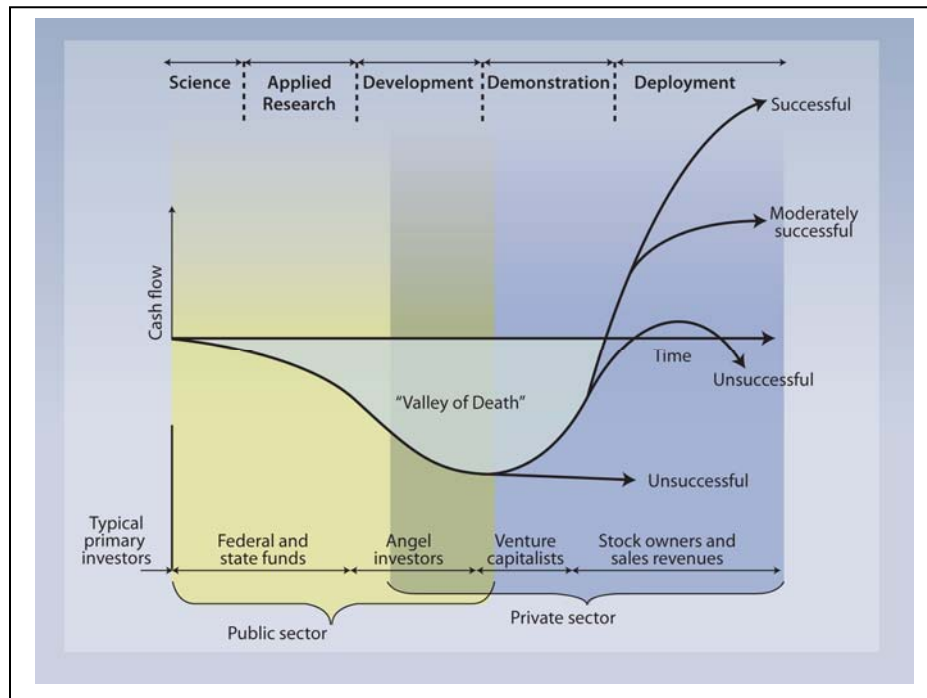 Science
Applied
Research
Development
Demonstration
Deployment
Successful
Moderately
successful
Cash flow
Time
Unsuccessful
"Valley of Death"
Unsuccessful
Typical
primary
investors
Federal and
state funds
Angel
investors
Venture
capitalists
Stock owners and
sales revenues
Public sector
Private sector